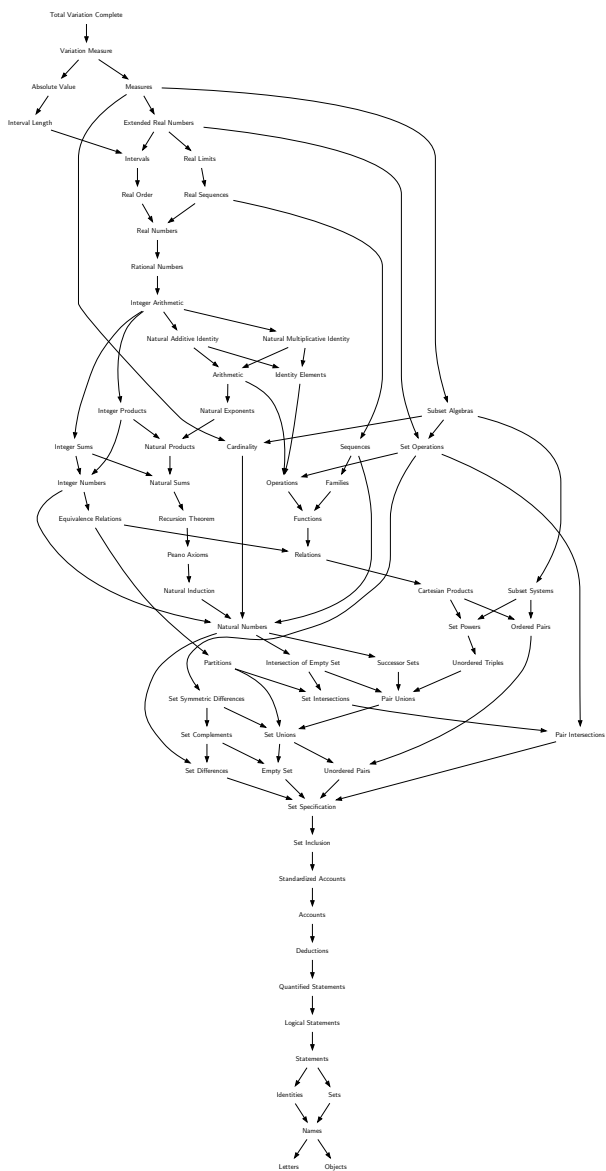 Total Variation Complete
Variation Measure
Absolute Value
Measures
Interval Length
Extended Real Numbers
Intervals
Real Limits
Real Order
Real Sequences
Real Numbers
Rational Numbers
Integer Arithmetic
Natural Additive Identity
Natural Multiplicative Identity
Arithmetic
Identity Elements
Integer Products
Natural Exponents
Subset Algebras
Integer Sums
Natural Products
Cardinality
Sequences
Set Operations
Integer Numbers
Natural Sums
Operations
Families
Equivalence Relations
Recursion Theorem
Functions
Peano Axioms
Relations
Natural Induction
Cartesian Products
Subset Systems
Natural Numbers
Set Powers
Ordered Pairs
Partitions
Intersection of Empty Set
Successor Sets
Unordered Triples
Set Symmetric Differences
Set Intersections
Pair Unions
Set Complements
Set Unions
Pair Intersections
Set Differences
Empty Set
Unordered Pairs
Set Specification
Set Inclusion
Standardized Accounts
Accounts
Deductions
Quantified Statements
Logical Statements
Statements
Identities
Sets
Names
Letters
Objects